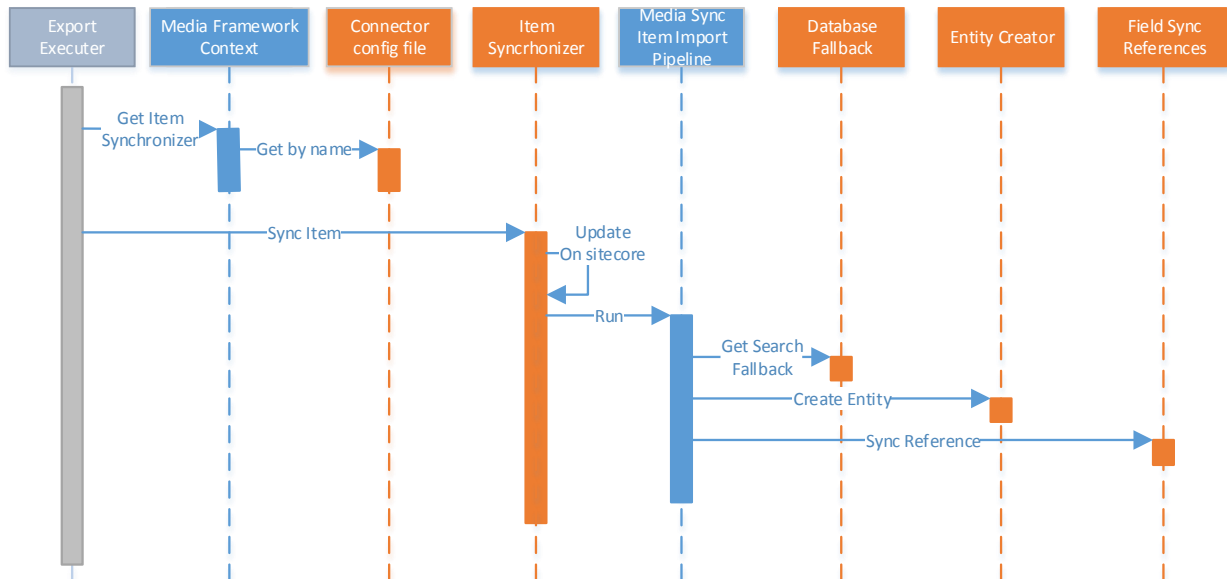 Export
Executer
Media Framework
Context
Connector
config file
Item
Syncrhonizer
Media Sync
Item Import
Pipeline
Database
Fallback
Entity Creator
Field Sync
References
Get Item
Synchronizer
Get by name
Sync Item
Update
On sitecore
Run
Get Search
Fallback
Create Entity
Sync Reference